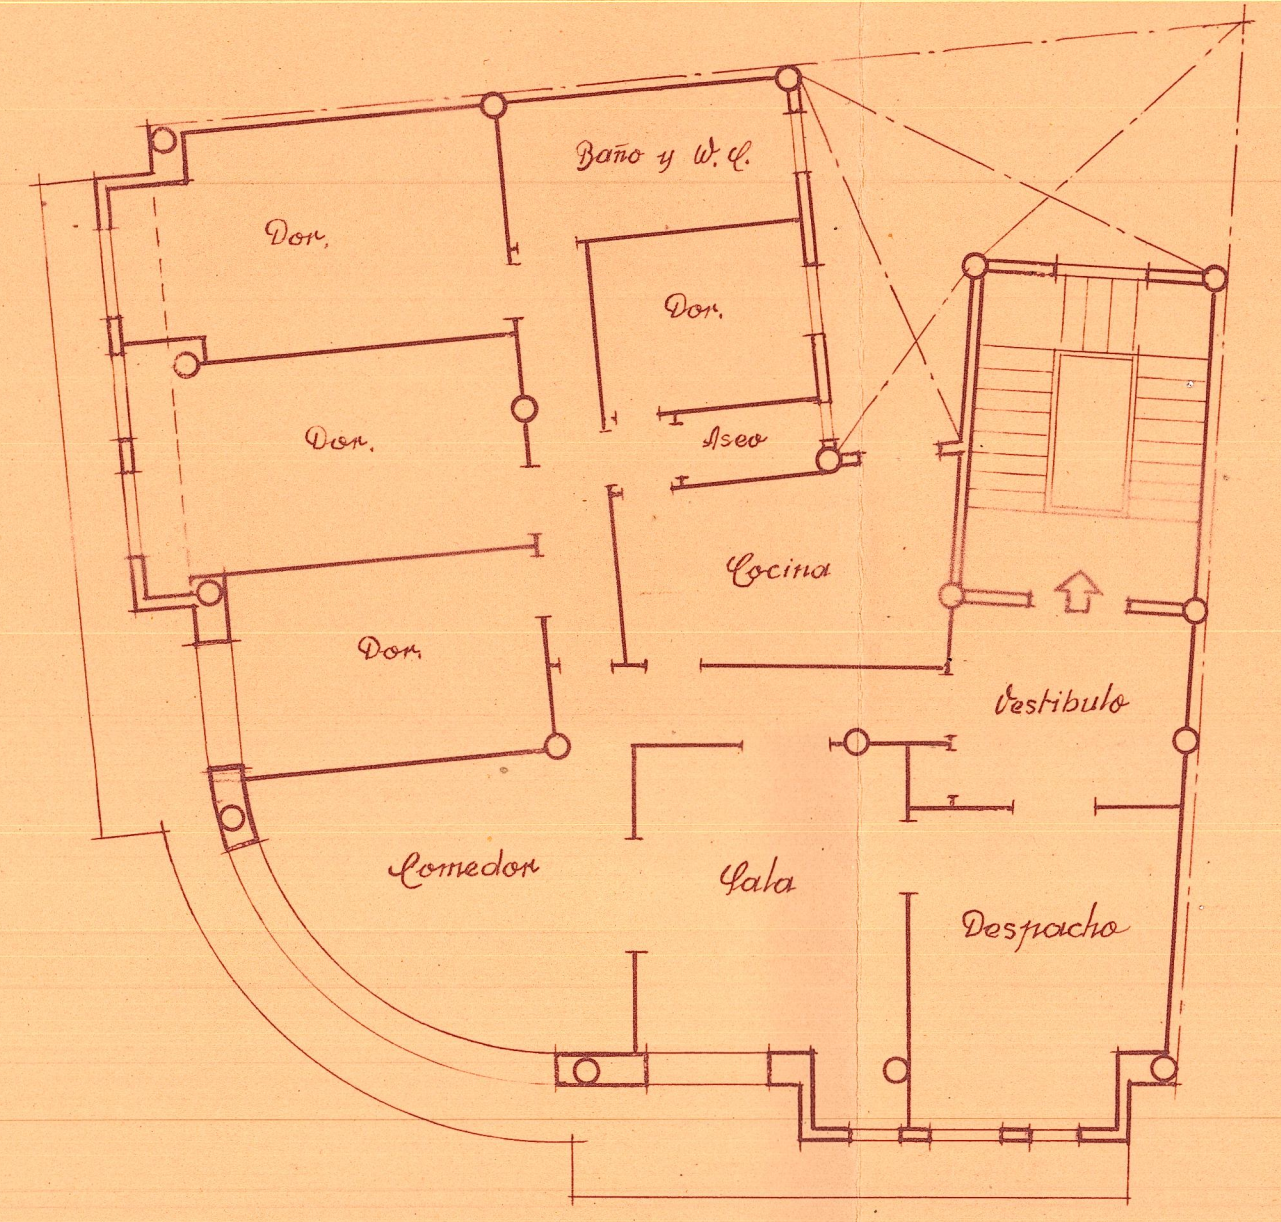 Baño y W.C.
Dor.
Dor.
Dor.
Aseo
Cocina
Dor.
Vestibulo
Comedor
Sala
Despacho